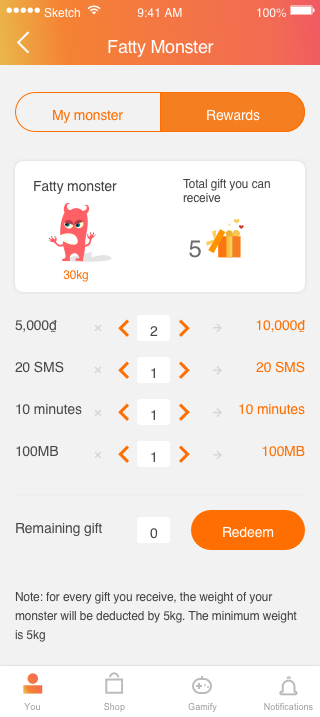 Sketch 9:41 AM 100%
Fatty Monster
My monster Rewards
Fatty monster
Total gift you can
receive
5
30kg
5,000₫ × 2 → 10,000₫
20 SMS × 1 → 20 SMS
10 minutes × 1 → 10 minutes
100MB × 1 → 100MB
Remaining gift 0 Redeem
Note: for every gift you receive, the weight of your
monster will be deducted by 5kg. The minimum weight
is 5kg
You Shop Gamify Notifications